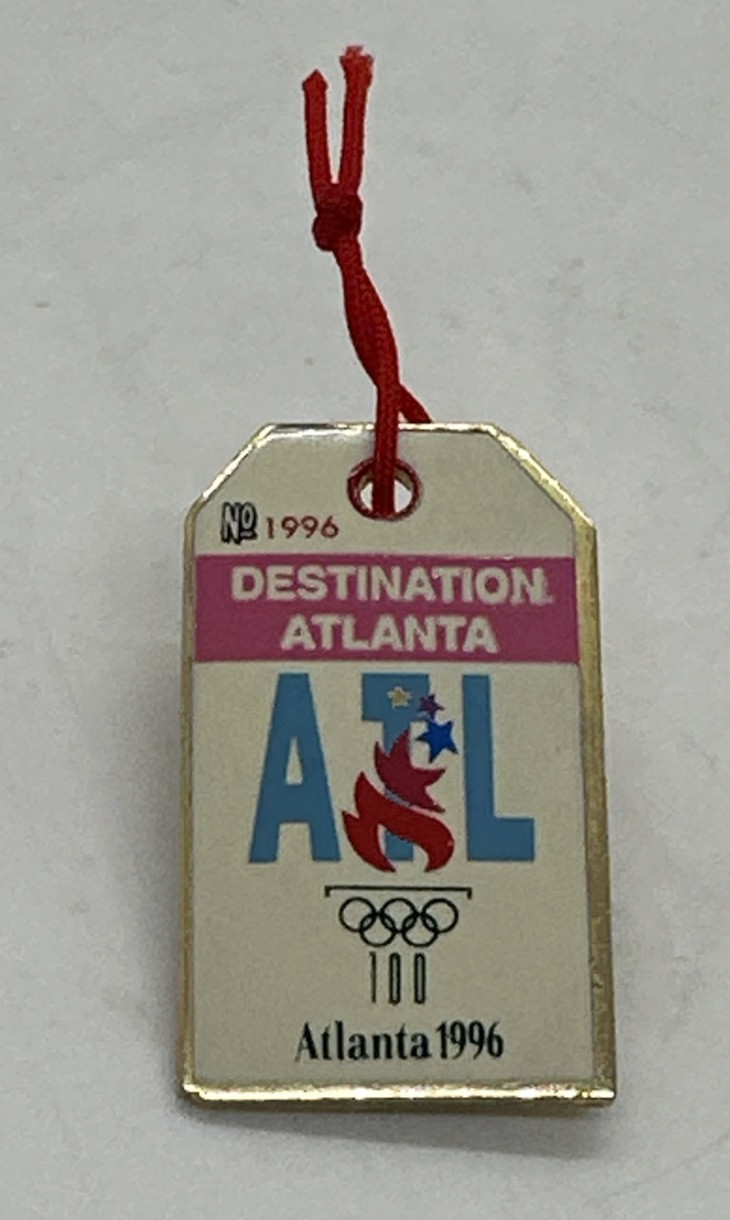 Nº 1996
DESTINATION
ATLANTA
ATL
100
Atlanta 1996